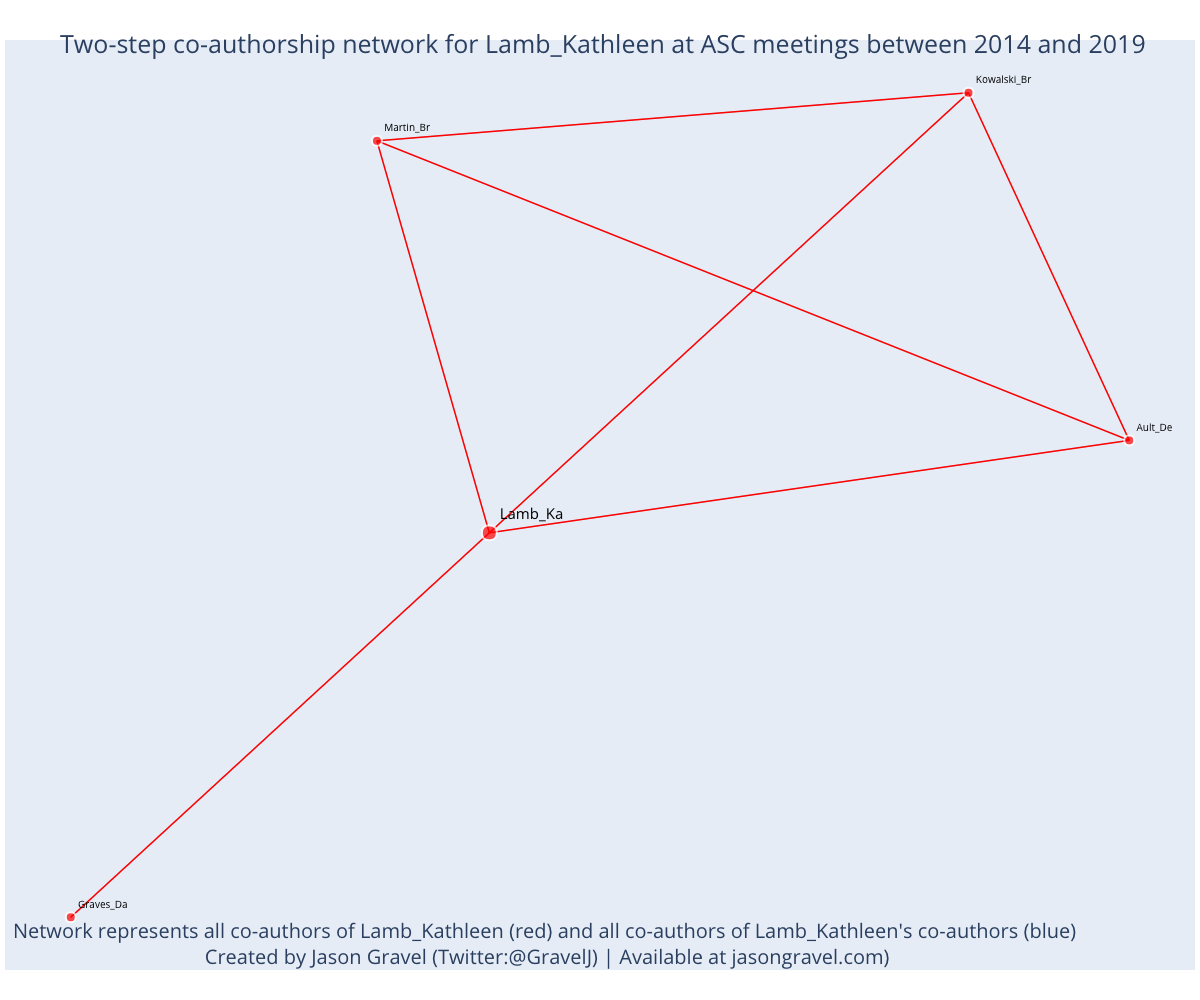 Two-step co-authorship network for Lamb_Kathleen at ASC meetings between 2014 and 2019
Kowalski_Br
Martin_Br
Ault_De
Lamb_Ka
Graves_Da
Network represents all co-authors of Lamb_Kathleen (red) and all co-authors of Lamb_Kathleen's co-authors (blue)
Created by Jason Gravel (Twitter:@GravelJ) | Available at jasongravel.com)